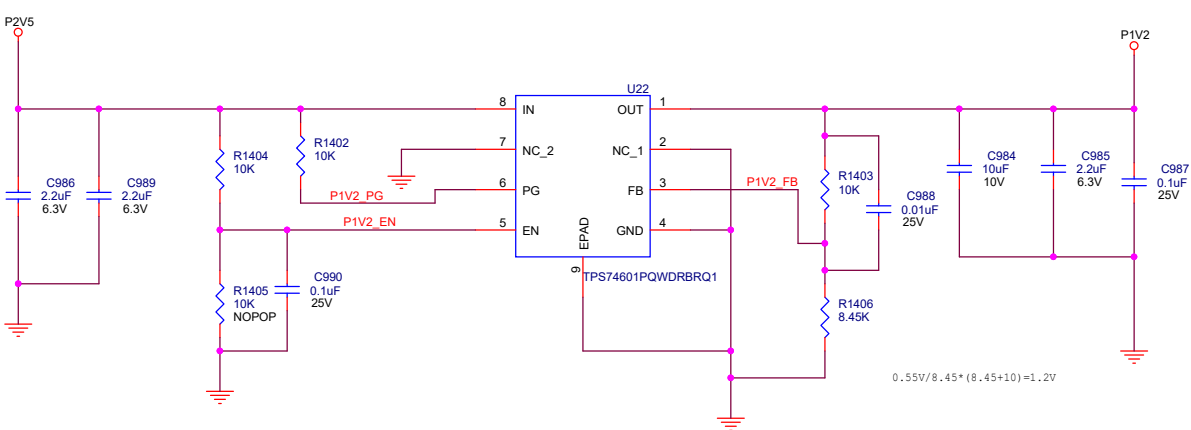 P2V5
P1V2
U22
8
IN
OUT
1
7
NC_2
NC_1
2
6
PG
FB
3
5
EN
GND
4
EPAD
9
TPS74601PQWDRBRQ1
R1404
10K
R1402
10K
P1V2_PG
P1V2_EN
P1V2_FB
C986
2.2uF
6.3V
C989
2.2uF
6.3V
R1405
10K
NOPOP
C990
0.1uF
25V
R1403
10K
C988
0.01uF
25V
R1406
8.45K
C984
10uF
10V
C985
2.2uF
6.3V
C987
0.1uF
25V
0.55V/8.45*(8.45+10)=1.2V